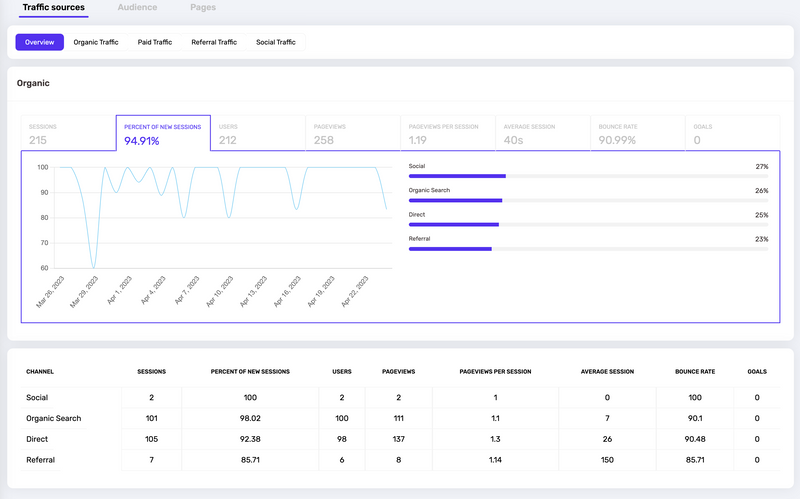 Traffic sources Audience Pages
Overview Organic Traffic Paid Traffic Referral Traffic Social Traffic
Organic
SESSIONS PERCENT OF NEW SESSIONS USERS PAGEVIEWS PAGEVIEWS PER SESSION AVERAGE SESSION BOUNCE RATE GOALS
215 94.91% 212 258 1.19 40s 90.99% 0
100
90
80
70
60
Mar 26, 2023 Mar 29, 2023 Apr 1, 2023 Apr 4, 2023 Apr 7, 2023 Apr 10, 2023 Apr 13, 2023 Apr 16, 2023 Apr 19, 2023 Apr 22, 2023
Social 27%
Organic Search 26%
Direct 25%
Referral 23%
CHANNEL SESSIONS PERCENT OF NEW SESSIONS USERS PAGEVIEWS PAGEVIEWS PER SESSION AVERAGE SESSION BOUNCE RATE GOALS
Social 2 100 2 2 1 0 100 0
Organic Search 101 98.02 100 111 1.1 7 90.1 0
Direct 105 92.38 98 137 1.3 26 90.48 0
Referral 7 85.71 6 8 1.14 150 85.71 0